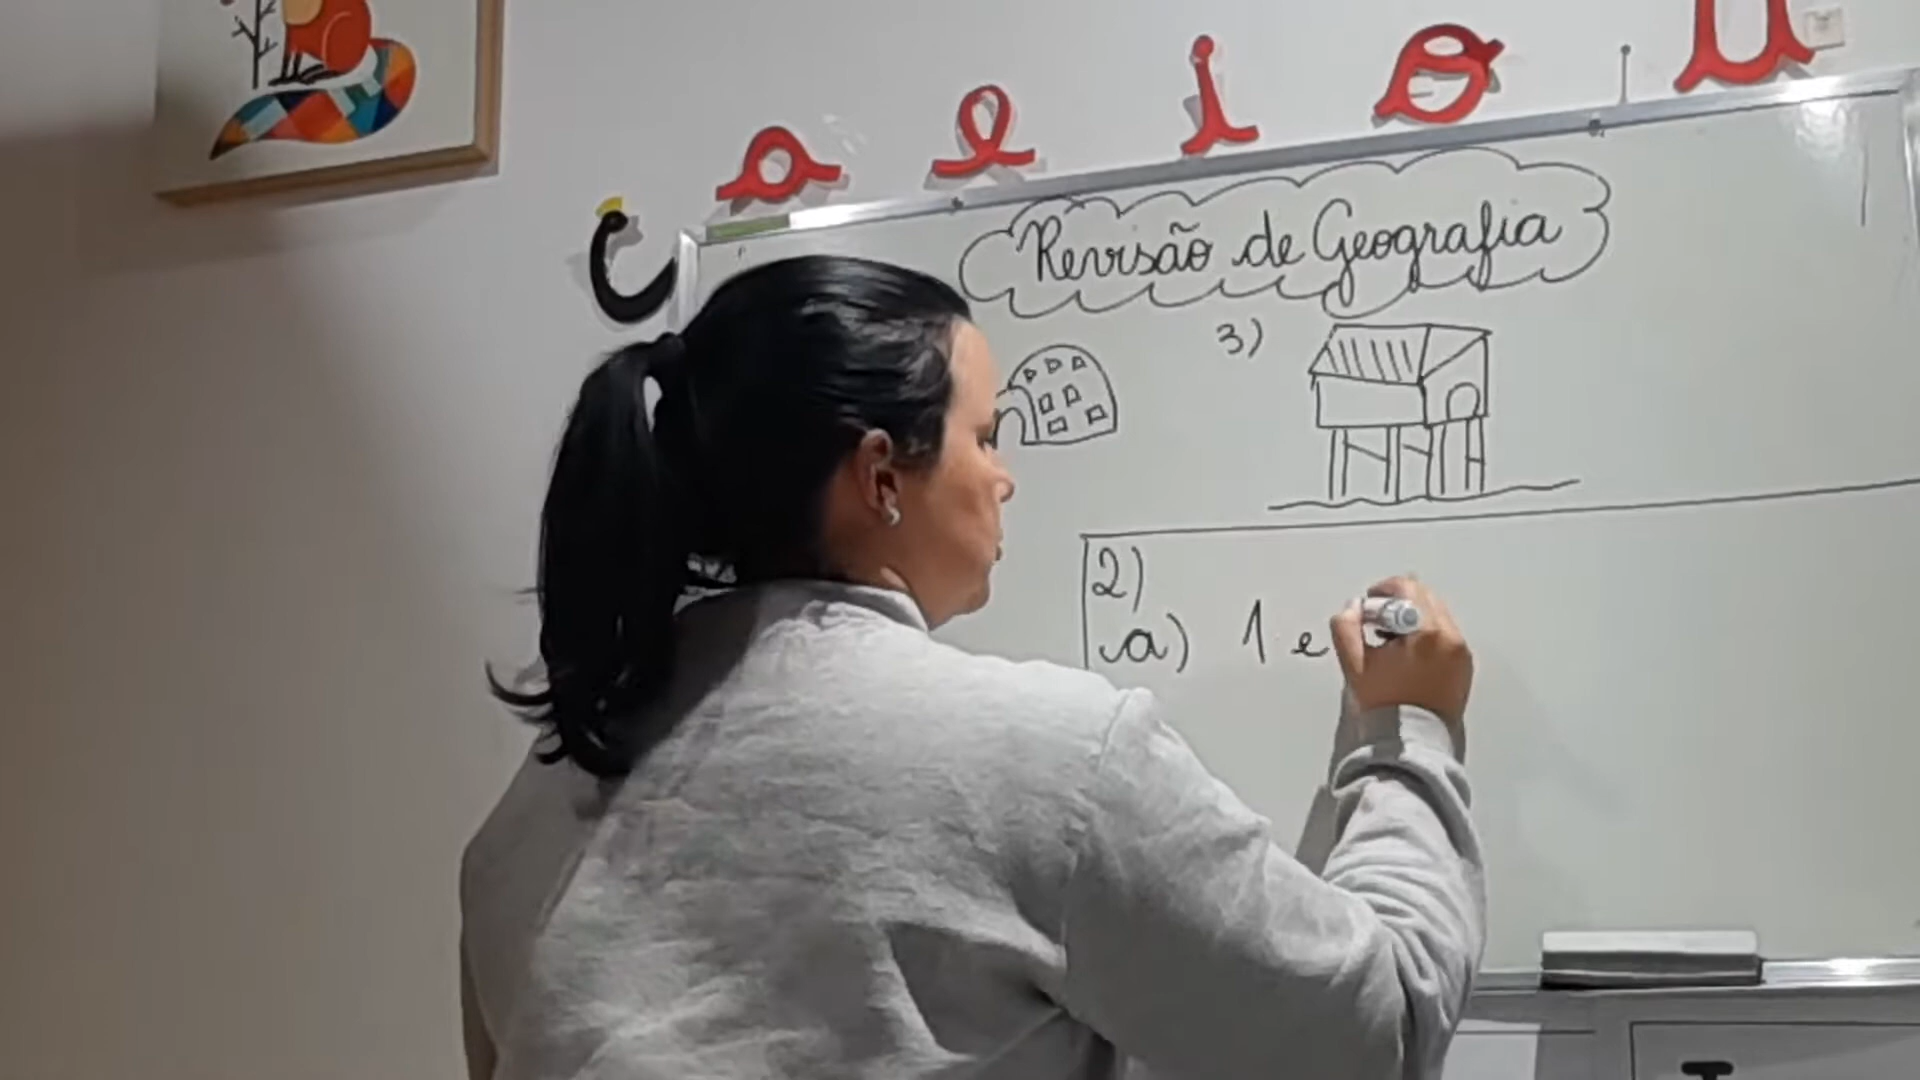 a e i o u
Revisão de Geografia
3)
2)
a) 1 e